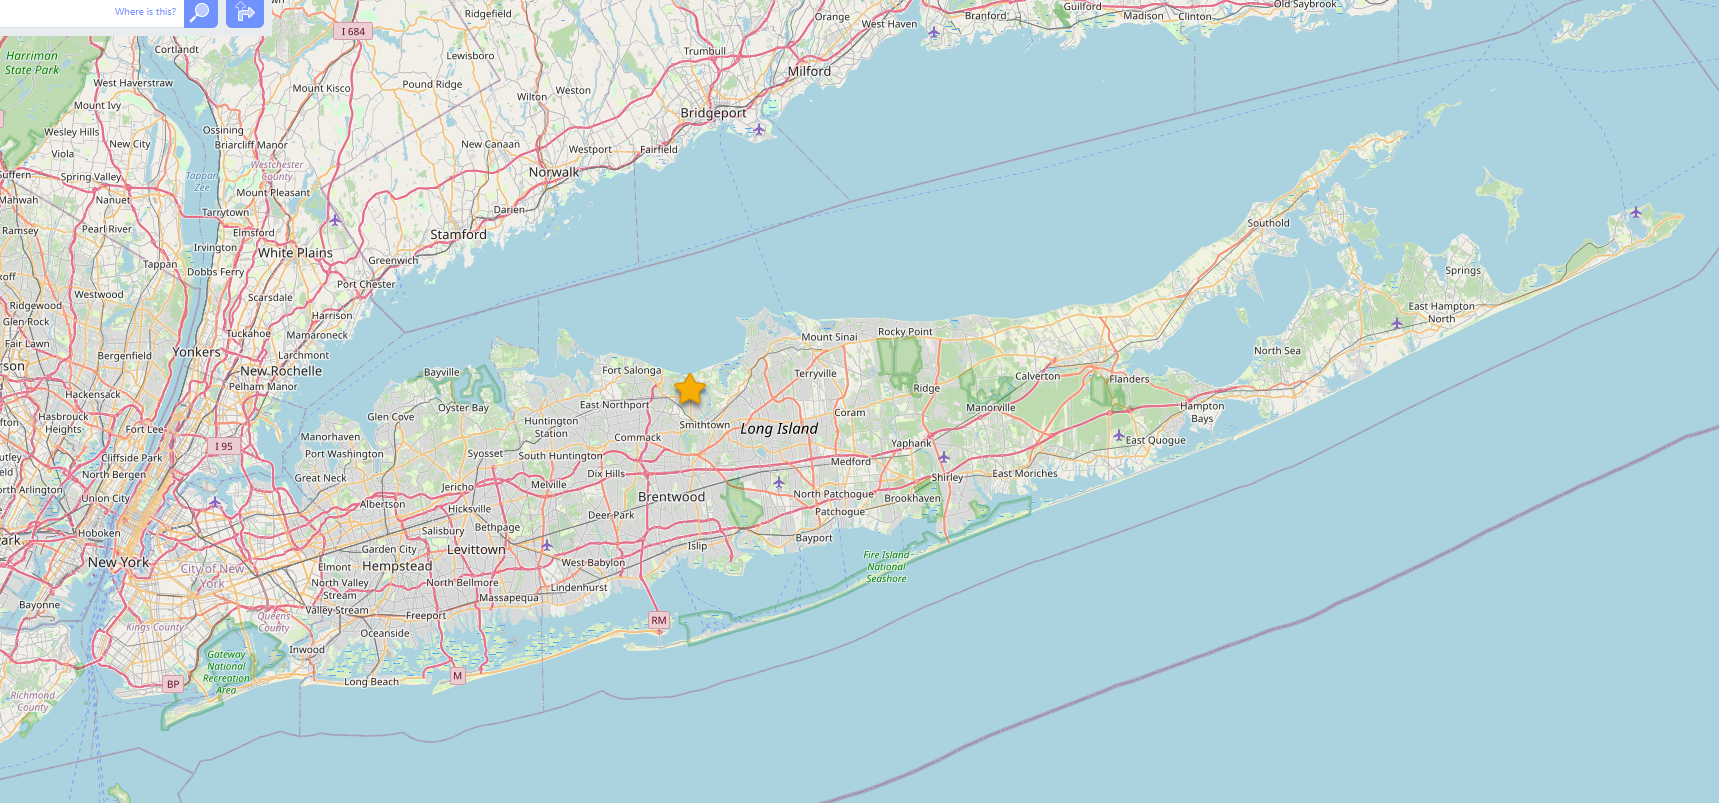 Where is this?
I 684
Ridgefield
Orange
West Haven
Branford
Guilford
Madison
Clinton
Old Saybrook
Harriman
State Park
Cortlandt
Lewisboro
Trumbull
Milford
West Haverstraw
Mount Kisco
Pound Ridge
Wilton
Weston
Mount Ivy
Bridgeport
Wesley Hills
New City
Ossining
Briarcliff Manor
New Canaan
Westport
Fairfield
Viola
Westchester
County
Norwalk
Suffern
Spring Valley
Tappan
Zee
Mount Pleasant
Mahwah
Nanuet
Tarrytown
Darien
Ramsey
Pearl River
Elmsford
Stamford
Southold
Irvington
White Plains
Greenwich
Tappan
Dobbs Ferry
Port Chester
Springs
Westwood
Scarsdale
Ridgewood
Harrison
East Hampton
North
Glen Rock
Tuckahoe
Mamaroneck
Mount Sinai
Rocky Point
Fair Lawn
Bergenfield
Yonkers
Larchmont
North Sea
New Rochelle
Bayville
Fort Salonga
Terryville
Calverton
Flanders
Pelham Manor
Ridge
Hackensack
Oyster Bay
East Northport
Manorville
Hampton
Bays
Hasbrouck
Heights
Glen Cove
Huntington
Station
Smithtown
Long Island
Coram
Fort Lee
Manorhaven
Commack
Yaphank
East Quogue
I 95
Port Washington
Syosset
South Huntington
Medford
Cliffside Park
North Bergen
Great Neck
Jericho
Melville
Dix Hills
Shirley
East Moriches
North Arlington
Union City
Albertson
Hicksville
Brentwood
North Patchogue
Brookhaven
Hoboken
Salisbury
Bethpage
Deer Park
Patchogue
New York
City of New
York
Garden City
Levittown
Islip
Bayport
Elmont
Hempstead
West Babylon
Fire Island
National
Seashore
North Valley
Stream
North Bellmore
Lindenhurst
Bayonne
Valley Stream
Massapequa
Queens
County
Freeport
Kings County
Oceanside
RM
Inwood
Gateway
National
Recreation
Area
BP
Long Beach
M
Richmond
County